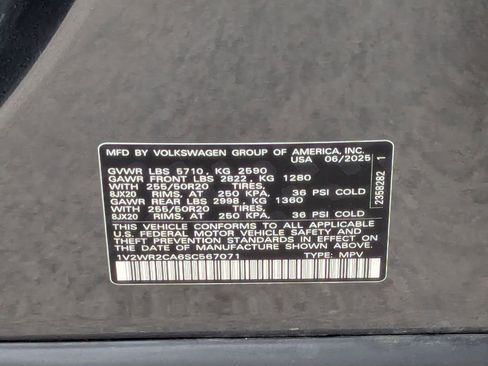 MFD BY VOLKSWAGEN GROUP OF AMERICA, INC.
USA 06/2025
GVWR LBS 5710, KG 2590
GAWR FRONT LBS 2822, KG 1280
WITH 255/50R20 TIRES,
8JX20 RIMS, AT 250 KPA, 36 PSI COLD
GAWR REAR LBS 2998, KG 1360
WITH 255/50R20 TIRES,
8JX20 RIMS, AT 250 KPA, 36 PSI COLD
THIS VEHICLE CONFORMS TO ALL APPLICABLE
U.S. FEDERAL MOTOR VEHICLE SAFETY AND
THEFT PREVENTION STANDARDS IN EFFECT ON
THE DATE OF MANUFACTURE SHOWN ABOVE.
1V2WR2CA6SC567071 TYPE: MPV
2358282 1